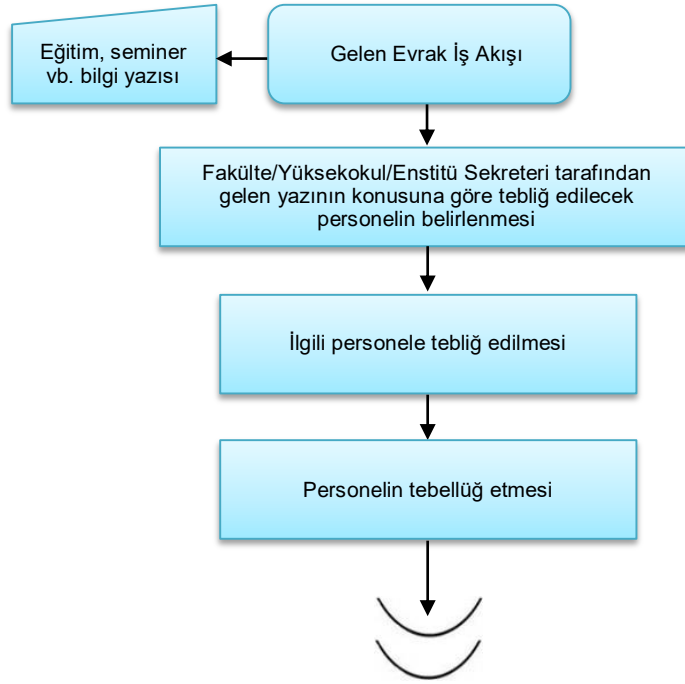 Eğitim, seminer
vb. bilgi yazısı
Gelen Evrak İş Akışı
Fakülte/Yüksekokul/Enstitü Sekreteri tarafından
gelen yazının konusuna göre tebliğ edilecek
personelin belirlenmesi
İlgili personele tebliğ edilmesi
Personelin tebellüğ etmesi